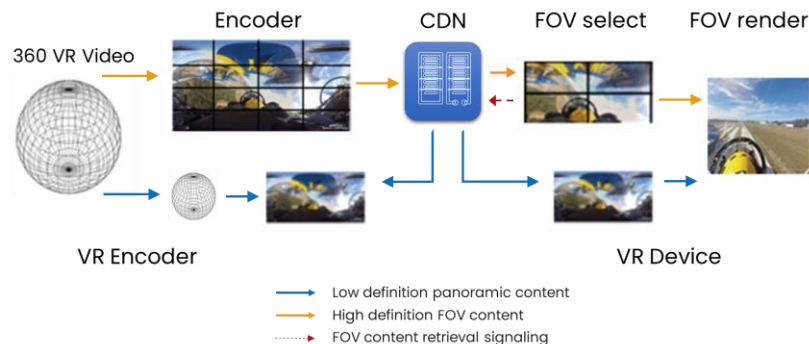 Encoder
CDN
FOV select
FOV render
360 VR Video
VR Encoder
VR Device
Low definition panoramic content
High definition FOV content
FOV content retrieval signaling